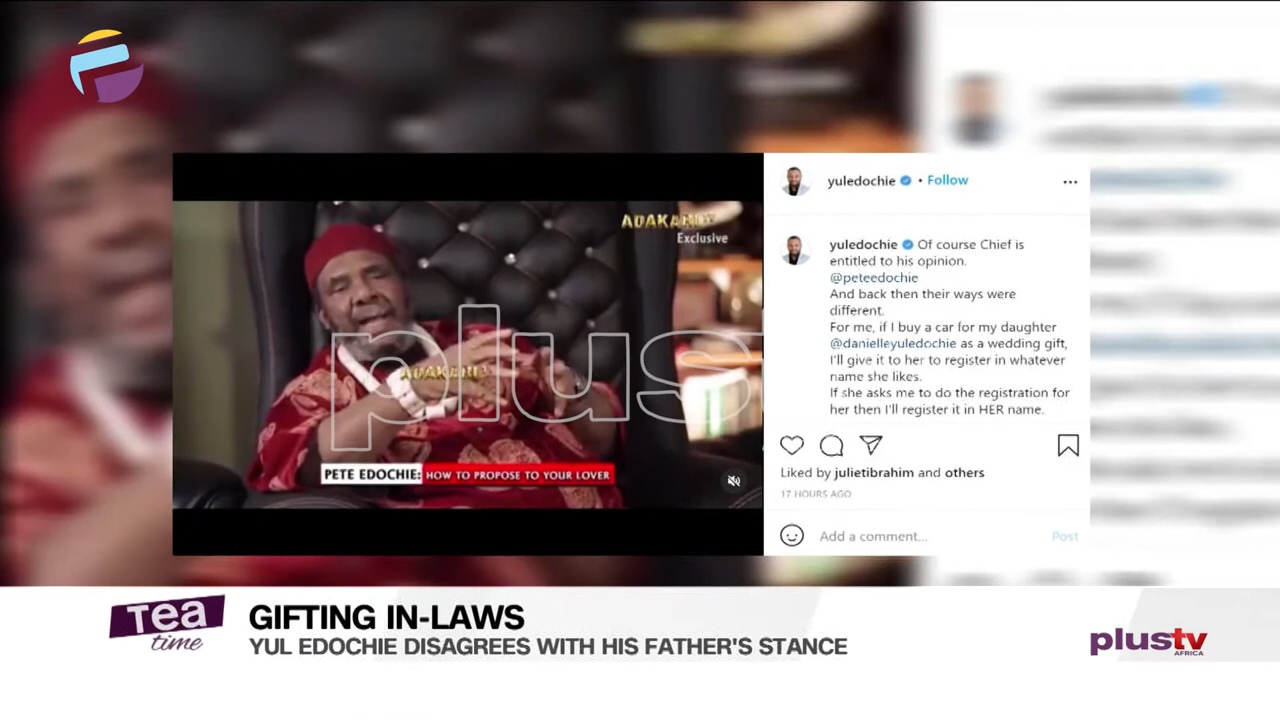 ADAKAH TV
Exclusive
ADAKAH
plus
PETE EDOCHIE: HOW TO PROPOSE TO YOUR LOVER
yuledochie • Follow
yuledochie Of course Chief is
entitled to his opinion.
@peteedochie
And back then their ways were
different.
For me, if I buy a car for my daughter
@danielleyuledochie as a wedding gift,
I'll give it to her to register in whatever
name she likes.
If she asks me to do the registration for
her then I'll register it in HER name.
Liked by julietibrahim and others
17 HOURS AGO
Add a comment...
Post
Tea
time
GIFTING IN-LAWS
YUL EDOCHIE DISAGREES WITH HIS FATHER'S STANCE
plustv
AFRICA